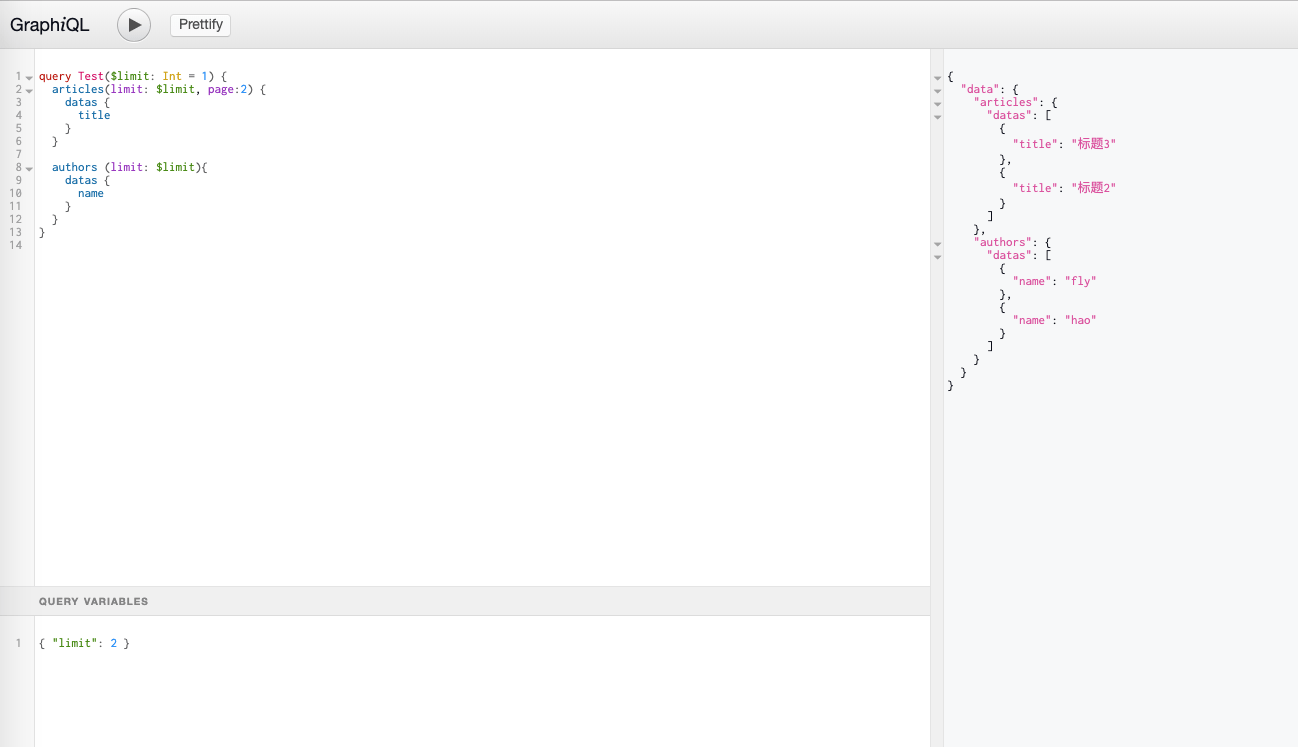 GraphiQL
Prettify
1 query Test($limit: Int = 1) {
2   articles(limit: $limit, page:2) {
3     datas {
4       title
5     }
6   }
7
8   authors (limit: $limit){
9     datas {
10       name
11     }
12   }
13 }
14
QUERY VARIABLES
1 { "limit": 2 }
{
  "data": {
    "articles": {
      "datas": [
        {
          "title": "标题3"
        },
        {
          "title": "标题2"
        }
      ]
    },
    "authors": {
      "datas": [
        {
          "name": "fly"
        },
        {
          "name": "hao"
        }
      ]
    }
  }
}